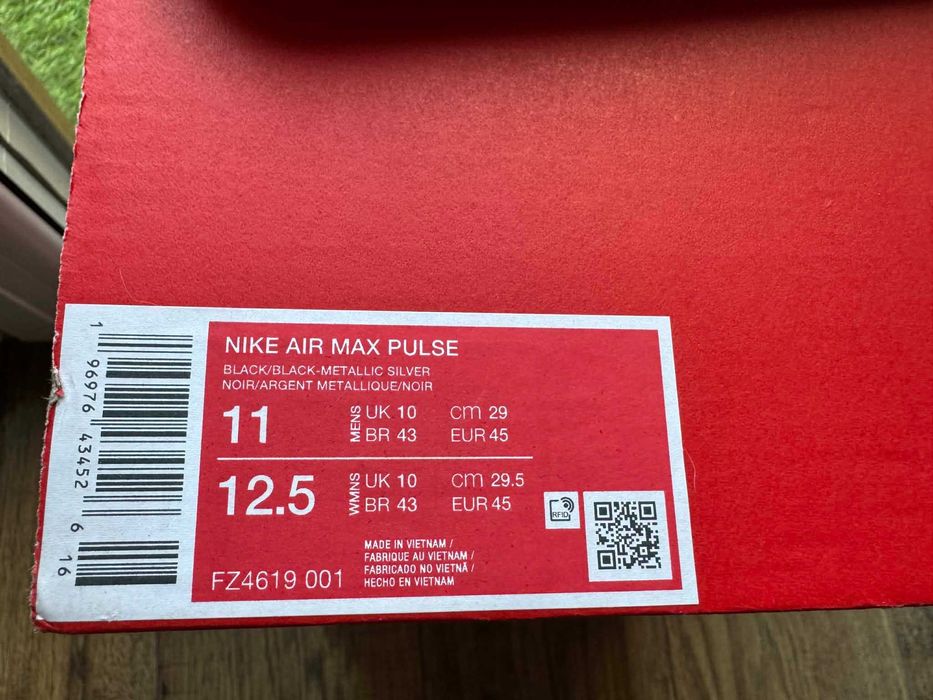 NIKE AIR MAX PULSE
BLACK/BLACK-METALLIC SILVER
NOIR/ARGENT METALLIQUE/NOIR
11 MENS UK 10 cm 29
BR 43 EUR 45
12.5 WMNS UK 10 cm 29.5
BR 43 EUR 45
RFID
MADE IN VIETNAM /
FABRIQUE AU VIETNAM /
FABRICADO NO VIETNÃ /
HECHO EN VIETNAM
FZ4619 001
1 96976 43452 6 16